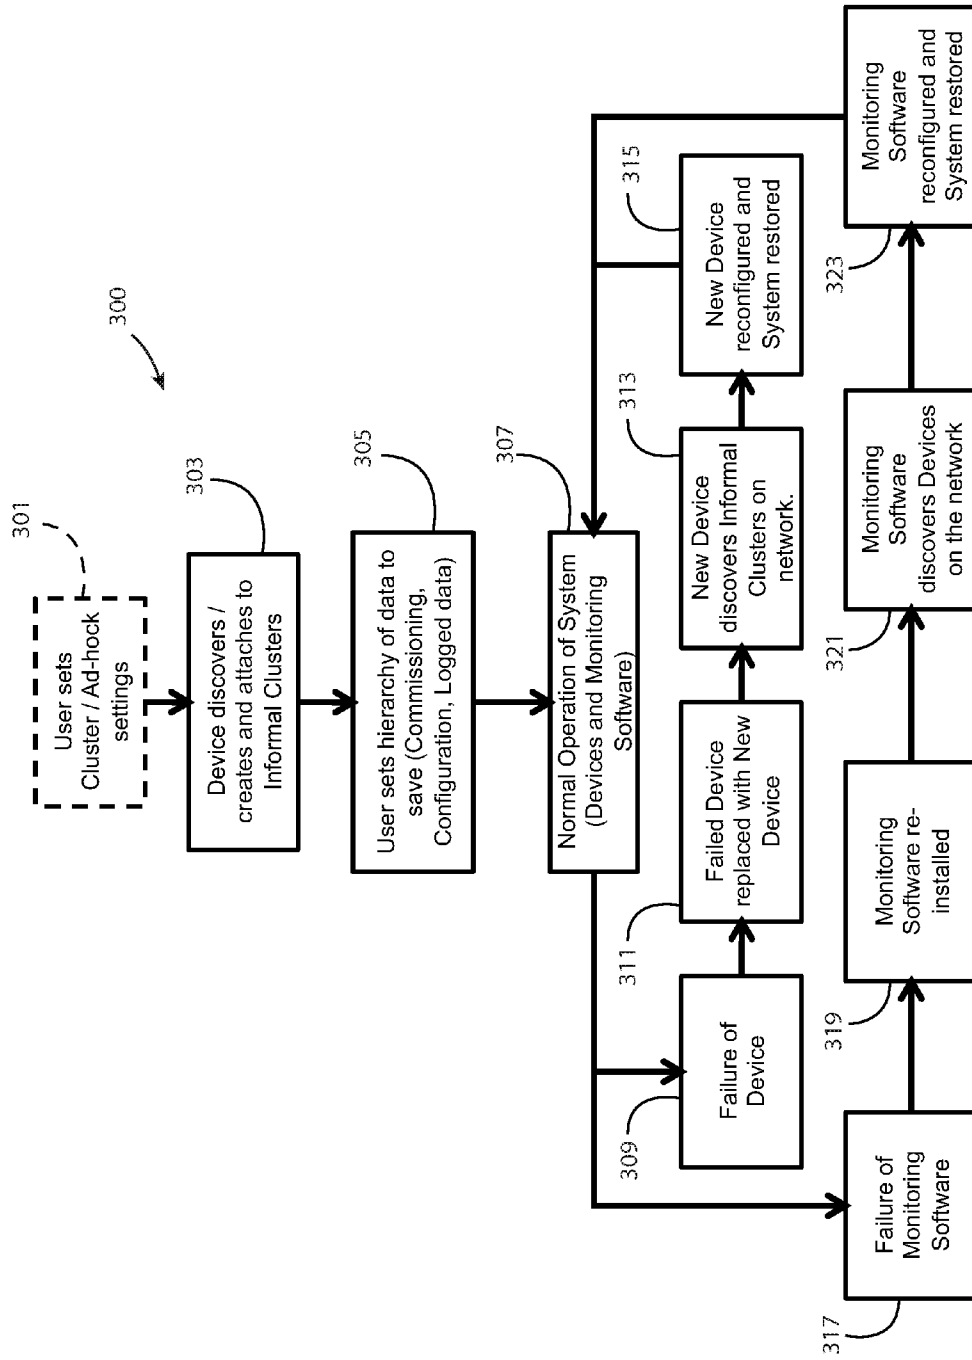 300
301
User sets
Cluster / Ad-hock
settings
303
Device discovers /
creates and attaches to
Informal Clusters
305
User sets hierarchy of data to
save (Commissioning,
Configuration, Logged data)
307
Normal Operation of System
(Devices and Monitoring
Software)
309
Failure of
Device
311
Failed Device
replaced with New
Device
313
New Device
discovers Informal
Clusters on
network.
315
New Device
reconfigured and
System restored
317
Failure of
Monitoring
Software
319
Monitoring
Software re-
installed
321
Monitoring
Software
discovers Devices
on the network
323
Monitoring
Software
reconfigured and
System restored